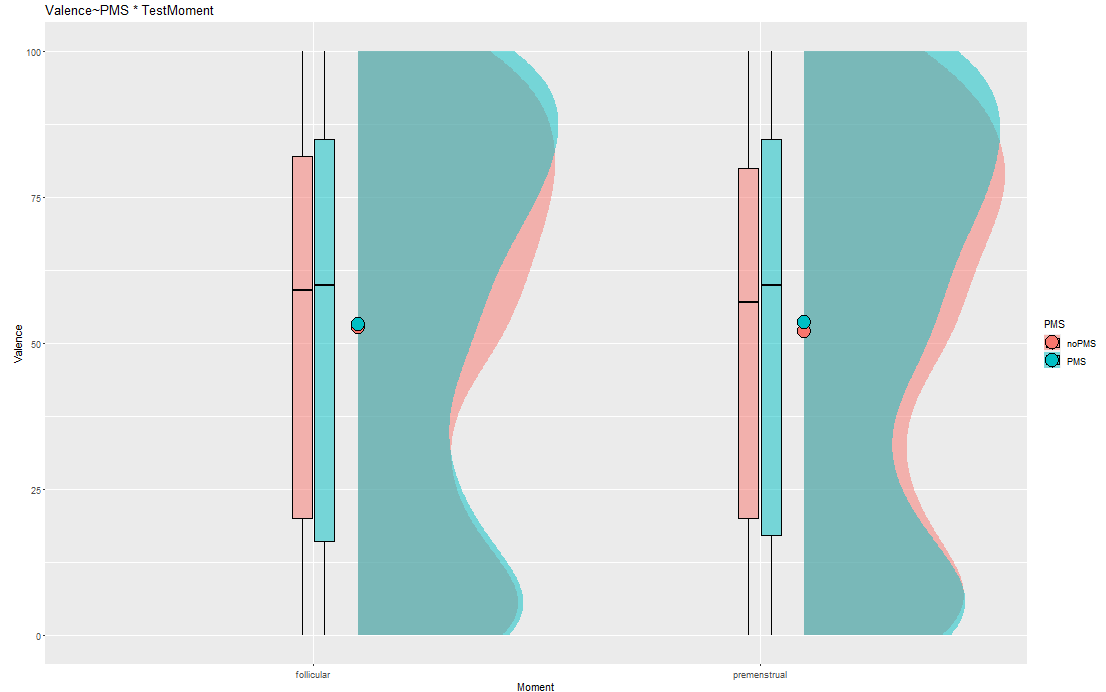 Valence~PMS * TestMoment
100
75
50
25
0
Valence
follicular
premenstrual
Moment
PMS
noPMS
PMS